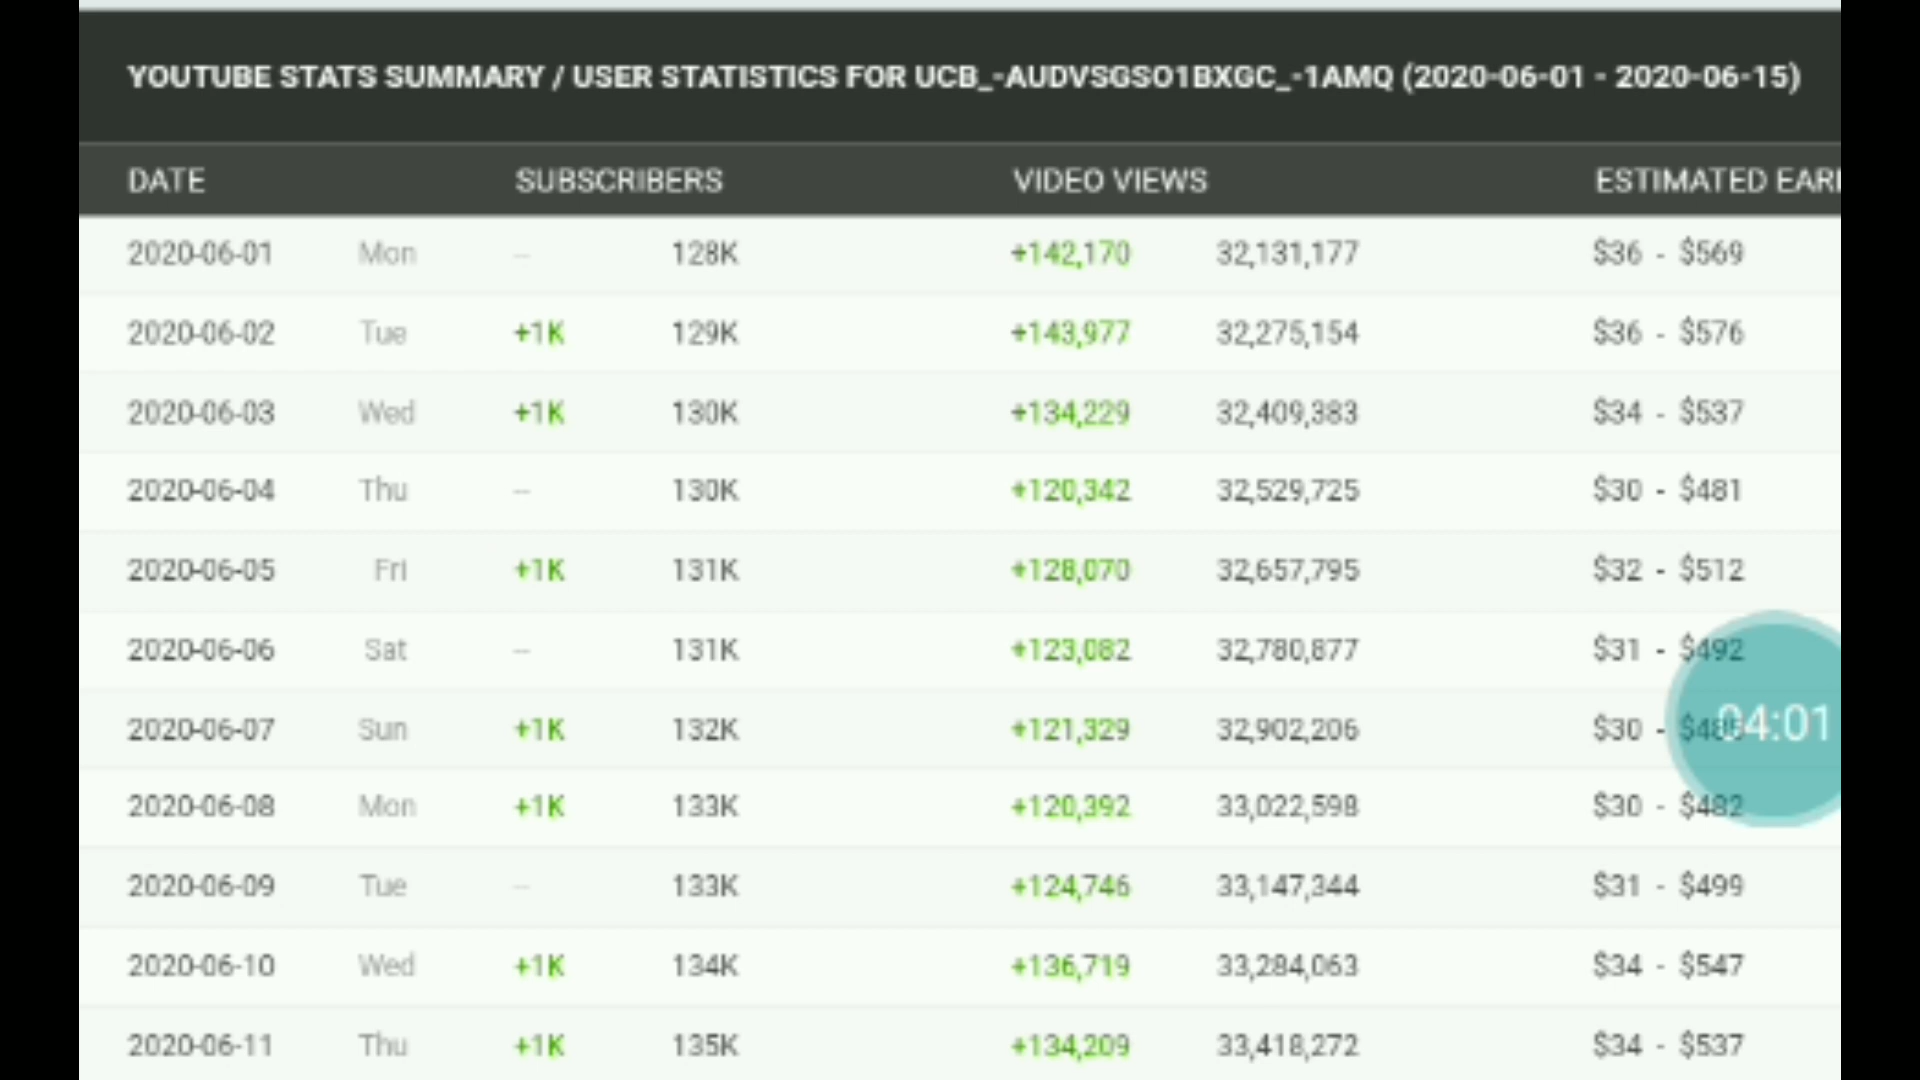 YOUTUBE STATS SUMMARY / USER STATISTICS FOR UCB_-AUDVSGSO1BXGC_-1AMQ (2020-06-01 - 2020-06-15)
DATE SUBSCRIBERS VIDEO VIEWS ESTIMATED
2020-06-01 Mon -- 128K +142,170 32,131,177 $36 - $569
2020-06-02 Tue +1K 129K +143,977 32,275,154 $36 - $576
2020-06-03 Wed +1K 130K +134,229 32,409,383 $34 - $537
2020-06-04 Thu -- 130K +120,342 32,529,725 $30 - $481
2020-06-05 Fri +1K 131K +128,070 32,657,795 $32 - $512
2020-06-06 Sat -- 131K +123,082 32,780,877 $31 - $492
2020-06-07 Sun +1K 132K +121,329 32,902,206 $30 -
04:01
2020-06-08 Mon +1K 133K +120,392 33,022,598 $30 - $482
2020-06-09 Tue -- 133K +124,746 33,147,344 $31 - $499
2020-06-10 Wed +1K 134K +136,719 33,284,063 $34 - $547
2020-06-11 Thu +1K 135K +134,209 33,418,272 $34 - $537